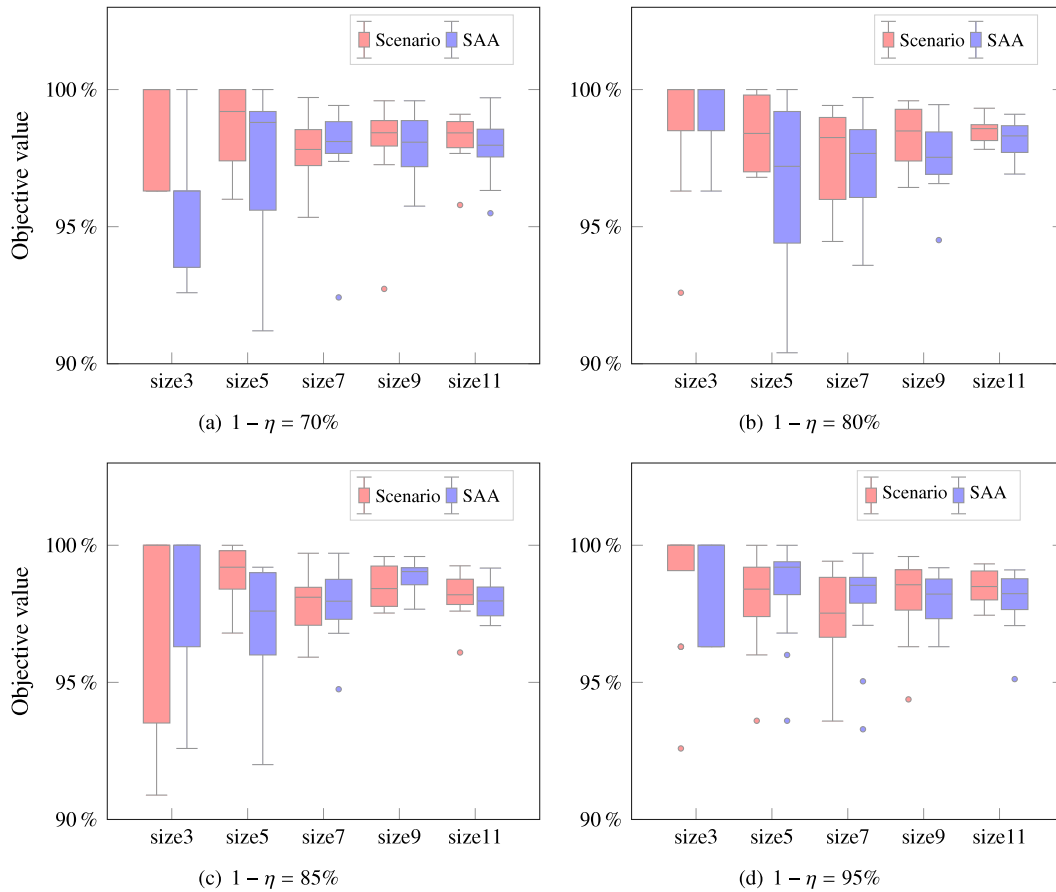 Scenario SAA
100 %
95 %
90 %
Objective value
size3 size5 size7 size9 size11
(a) 1 − η = 70%
Scenario SAA
100 %
95 %
90 %
size3 size5 size7 size9 size11
(b) 1 − η = 80%
Scenario SAA
100 %
95 %
90 %
Objective value
size3 size5 size7 size9 size11
(c) 1 − η = 85%
Scenario SAA
100 %
95 %
90 %
size3 size5 size7 size9 size11
(d) 1 − η = 95%